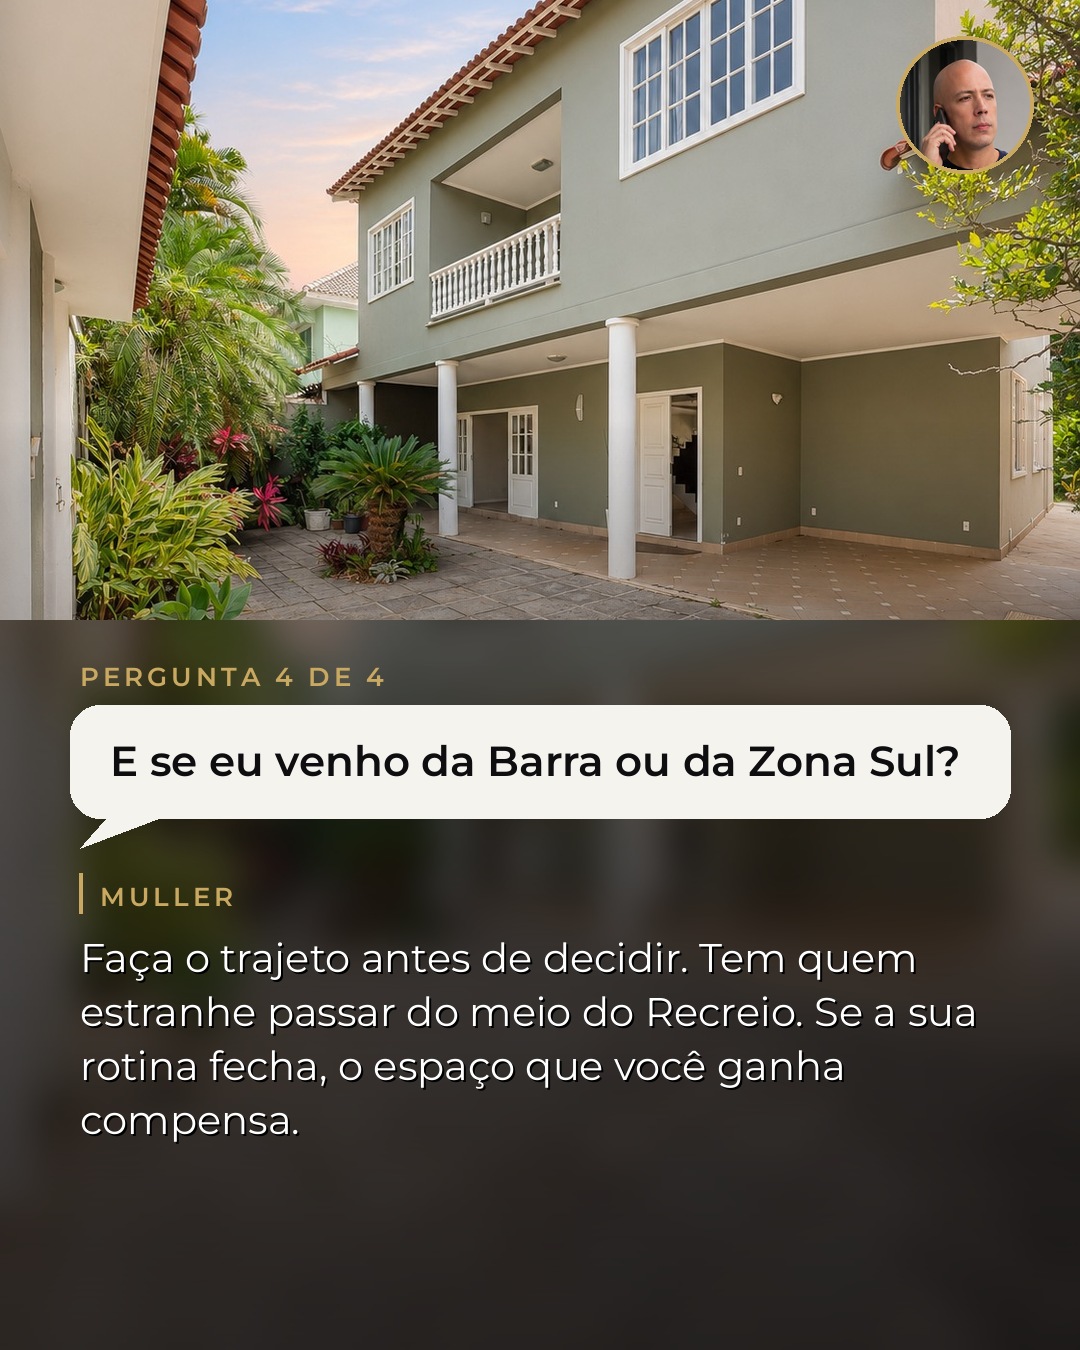 PERGUNTA 4 DE 4
E se eu venho da Barra ou da Zona Sul?
MULLER
Faça o trajeto antes de decidir. Tem quem
estranhe passar do meio do Recreio. Se a sua
rotina fecha, o espaço que você ganha
compensa.